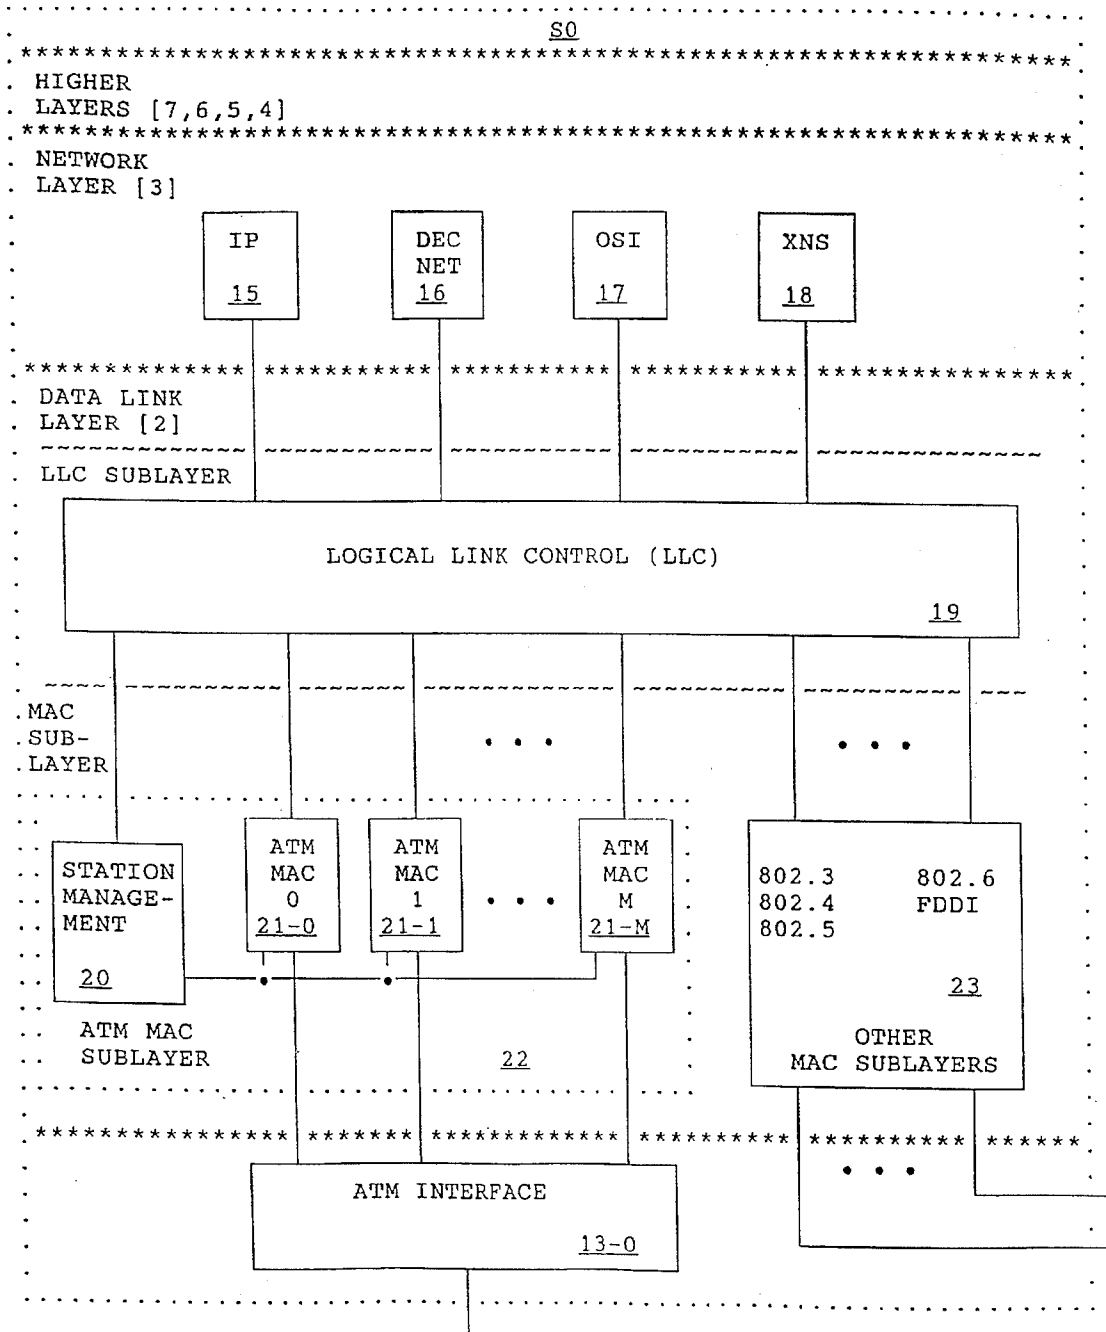 S0
HIGHER
LAYERS [7,6,5,4]
NETWORK
LAYER [3]
IP
15
DEC
NET
16
OSI
17
XNS
18
DATA LINK
LAYER [2]
LLC SUBLAYER
LOGICAL LINK CONTROL (LLC)
19
MAC
SUB-
LAYER
STATION
MANAGE-
MENT
20
ATM
MAC
0
21-0
ATM
MAC
1
21-1
ATM
MAC
M
21-M
802.3
802.4
802.5
802.6
FDDI
23
OTHER
MAC SUBLAYERS
ATM MAC
SUBLAYER
22
ATM INTERFACE
13-0